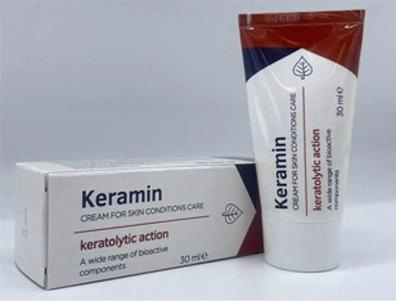 Keramin
CREAM FOR SKIN CONDITIONS CARE
keratolytic action
A wide range of bioactive
components
30 ml e
Keramin
CREAM FOR SKIN CONDITIONS CARE
keratolytic action
A wide range of bioactive
components
30 ml e